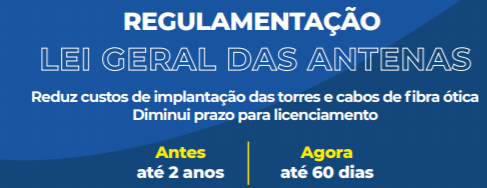 REGULAMENTAÇÃO
LEI GERAL DAS ANTENAS
Reduz custos de implantação das torres e cabos de fibra ótica
Diminui prazo para licenciamento
Antes
até 2 anos
Agora
até 60 dias